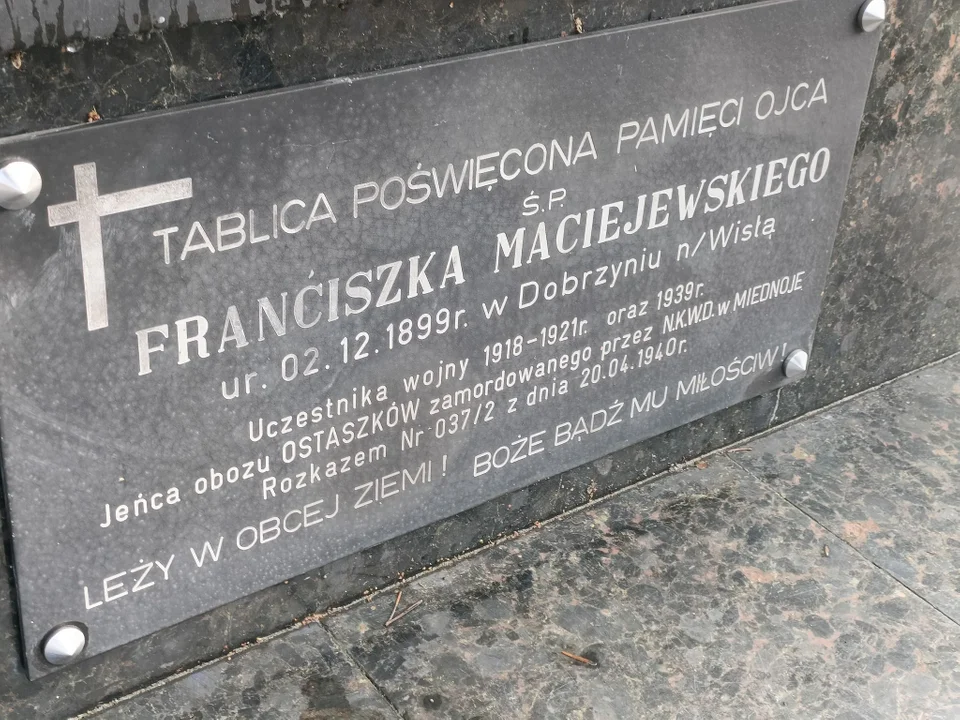 TABLICA POŚWIĘCONA PAMIĘCI OJCA
Ś.P.
FRANCISZKA MACIEJEWSKIEGO
ur. 02.12.1899r. w Dobrzyniu n/Wisłą
Uczestnika wojny 1918-1921r. oraz 1939r.
Jeńca obozu OSTASZKÓW zamordowanego przez N.K.W.D. w MIEDNOJE
Rozkazem Nr 037/2 z dnia 20.04.1940r.
LEŻY W OBCEJ ZIEMI! BOŻE BĄDŹ MU MIŁOŚCIW!